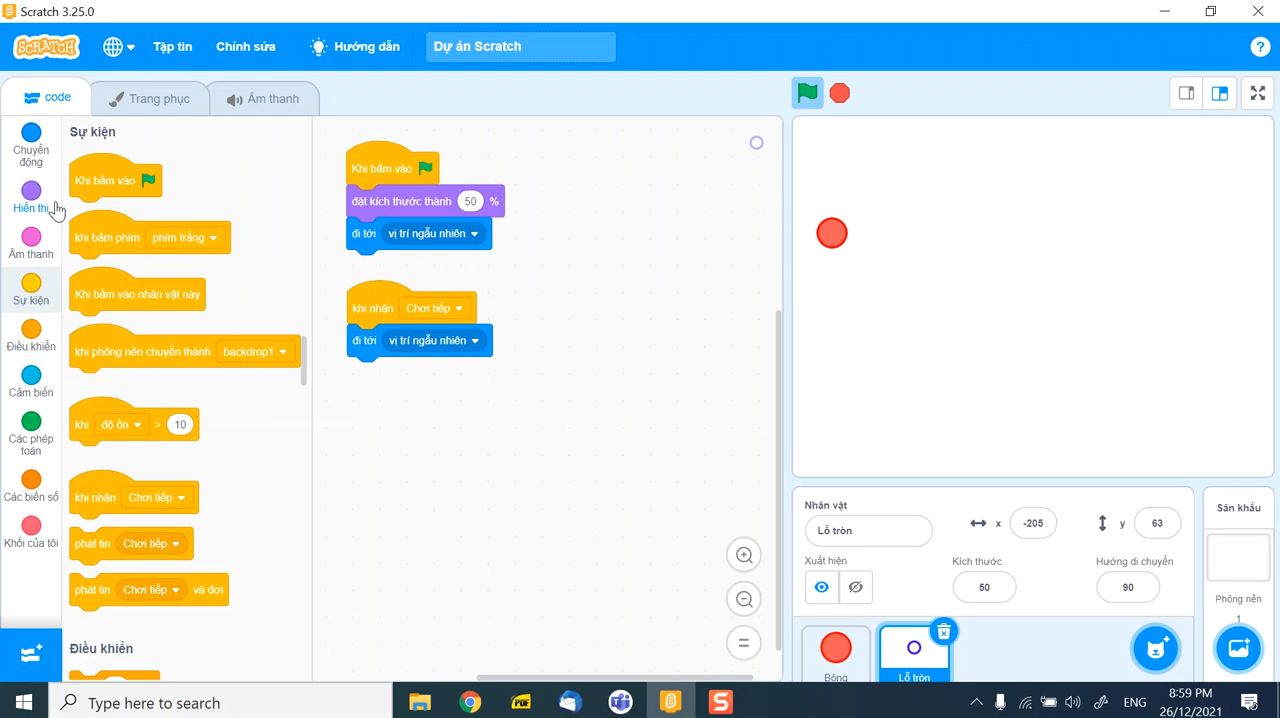 Scratch 3.25.0
SCRATCH
Tập tin
Chỉnh sửa
Hướng dẫn
Dự án Scratch
?
code
Trang phục
Âm thanh
Chuyển động
Hiển thị
Âm thanh
Sự kiện
Điều khiển
Cảm biến
Các phép toán
Các biến số
Khối của tôi
Sự kiện
Khi bấm vào
khi bấm phím phím trắng
Khi bấm vào nhân vật này
khi phông nền chuyển thành backdrop1
khi độ ồn > 10
khi nhận Chơi tiếp
phát tin Chơi tiếp
phát tin Chơi tiếp và đợi
Điều khiển
Khi bấm vào
đặt kích thước thành 50 %
đi tới vị trí ngẫu nhiên
khi nhận Chơi tiếp
đi tới vị trí ngẫu nhiên
Nhân vật
Lỗ tròn
x -205
y 63
Xuất hiện
Kích thước
50
Hướng di chuyển
90
Bóng
Lỗ tròn
Sân khấu
Phông nền
1
Type here to search
PDF
S
ENG
8:59 PM
26/12/2021